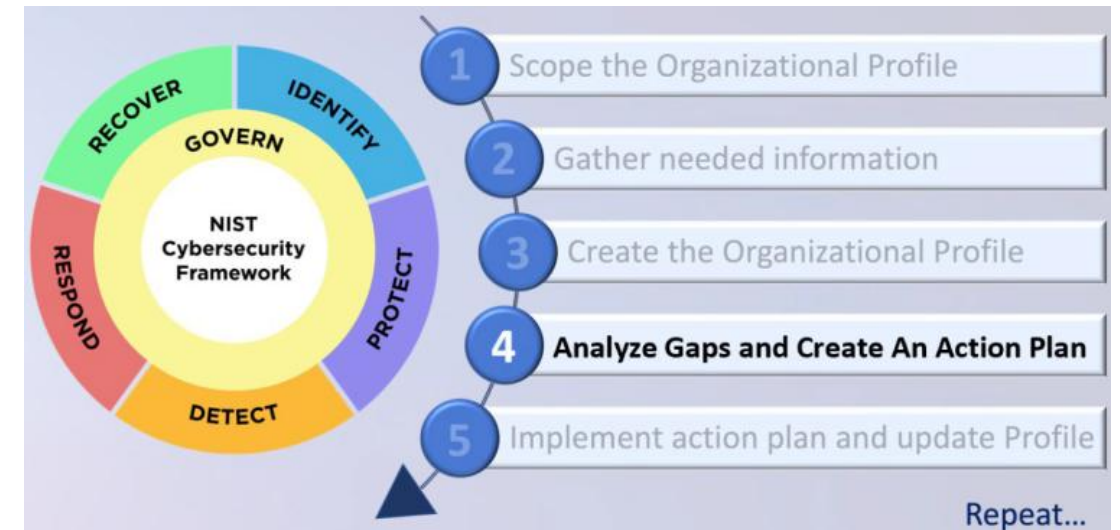 RECOVER
IDENTIFY
GOVERN
NIST
Cybersecurity
Framework
RESPOND
PROTECT
DETECT
1 Scope the Organizational Profile
2 Gather needed information
3 Create the Organizational Profile
4 Analyze Gaps and Create An Action Plan
5 Implement action plan and update Profile
Repeat...